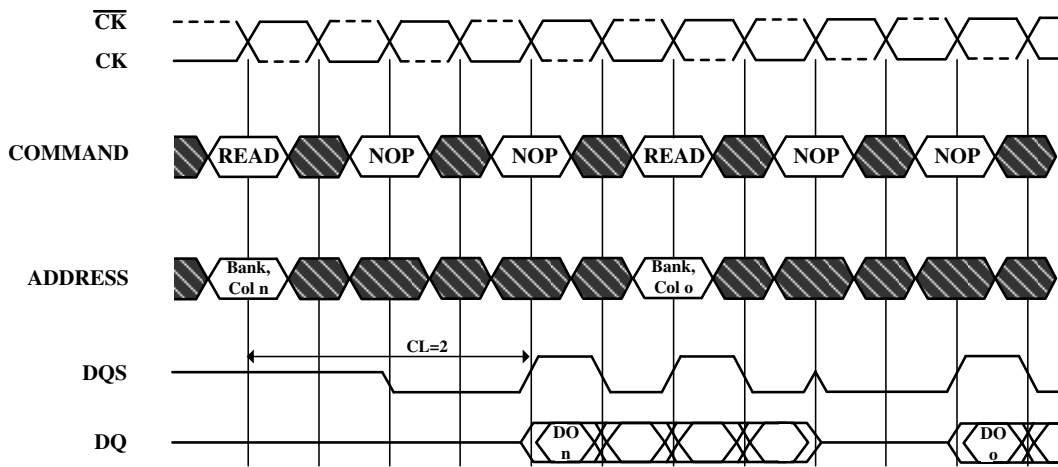 CK
CK
COMMAND
READ
NOP
NOP
READ
NOP
NOP
ADDRESS
Bank,
Col n
Bank,
Col o
CL=2
DQS
DQ
DO
n
DO
o